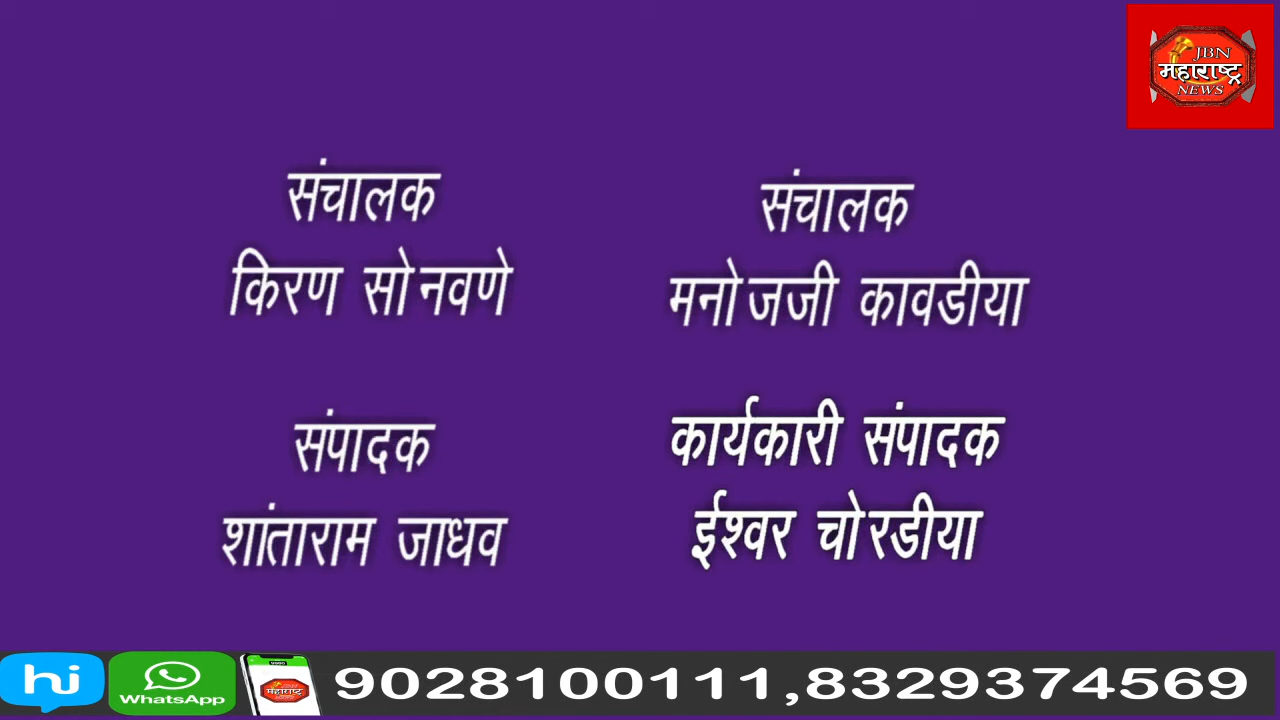 JBN
महाराष्ट्र
NEWS
संचालक
किरण सोनवणे
संचालक
मनोजजी कावडीया
संपादक
शांताराम जाधव
कार्यकारी संपादक
ईश्वर चोरडीया
hi
WhatsApp
महाराष्ट्र
9028100111,8329374569